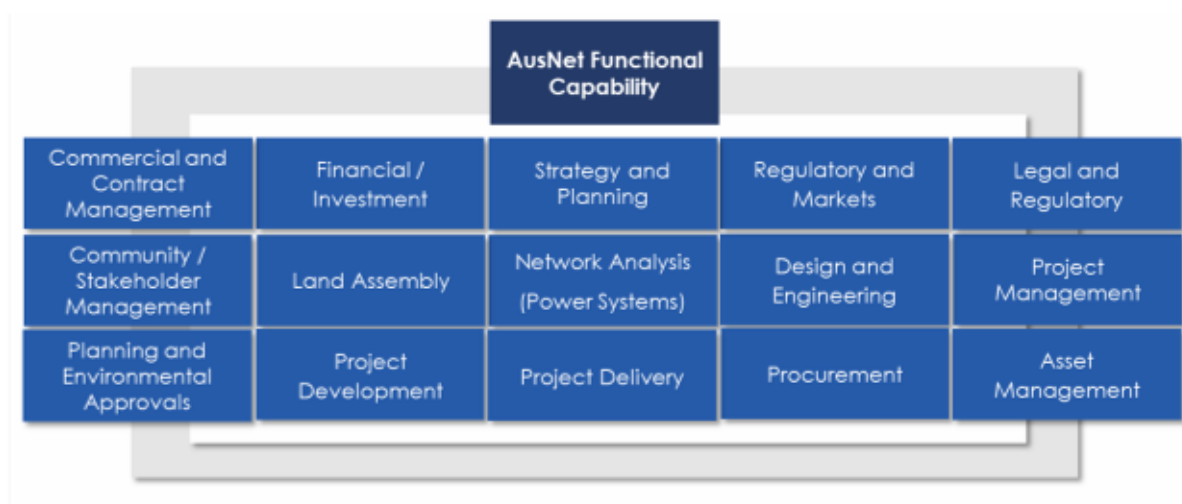 AusNet Functional
Capability
Commercial and
Contract
Management
Financial /
Investment
Strategy and
Planning
Regulatory and
Markets
Legal and
Regulatory
Community /
Stakeholder
Management
Land Assembly
Network Analysis
(Power Systems)
Design and
Engineering
Project
Management
Planning and
Environmental
Approvals
Project
Development
Project Delivery
Procurement
Asset
Management